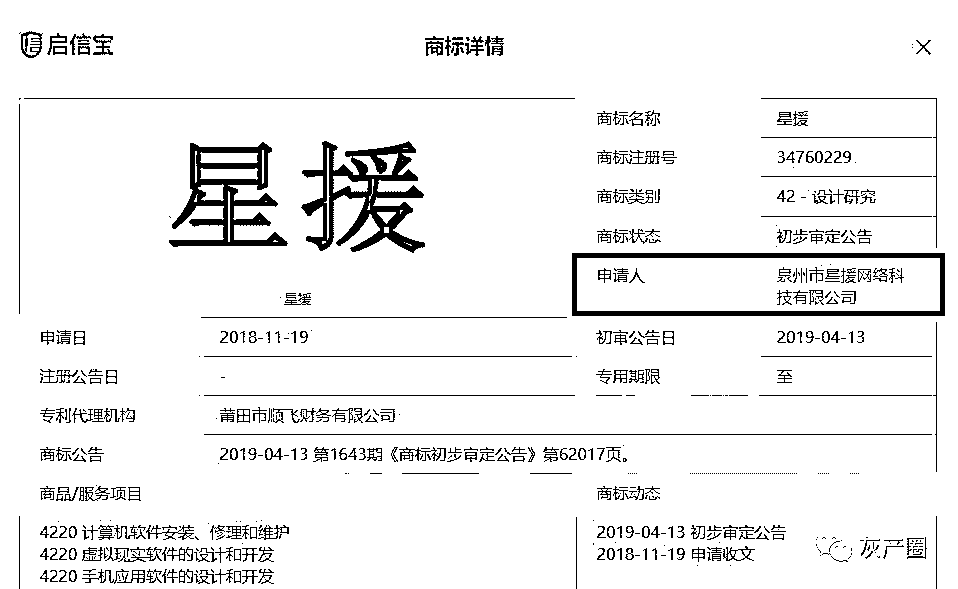 启信宝
商标详情
星援
星援
商标名称 星援
商标注册号 34760229
商标类别 42 - 设计研究
商标状态 初步审定公告
申请人 泉州市星援网络科
技有限公司
申请日 2018-11-19 初审公告日 2019-04-13
注册公告日 - 专用期限 至
专利代理机构 莆田市顺飞财务有限公司
商标公告 2019-04-13 第1643期《商标初步审定公告》第62017页。
商品/服务项目 商标动态
4220 计算机软件安装、修理和维护 2019-04-13 初步审定公告
4220 虚拟现实软件的设计和开发 2018-11-19 申请收文
4220 手机应用软件的设计和开发
灰产圈